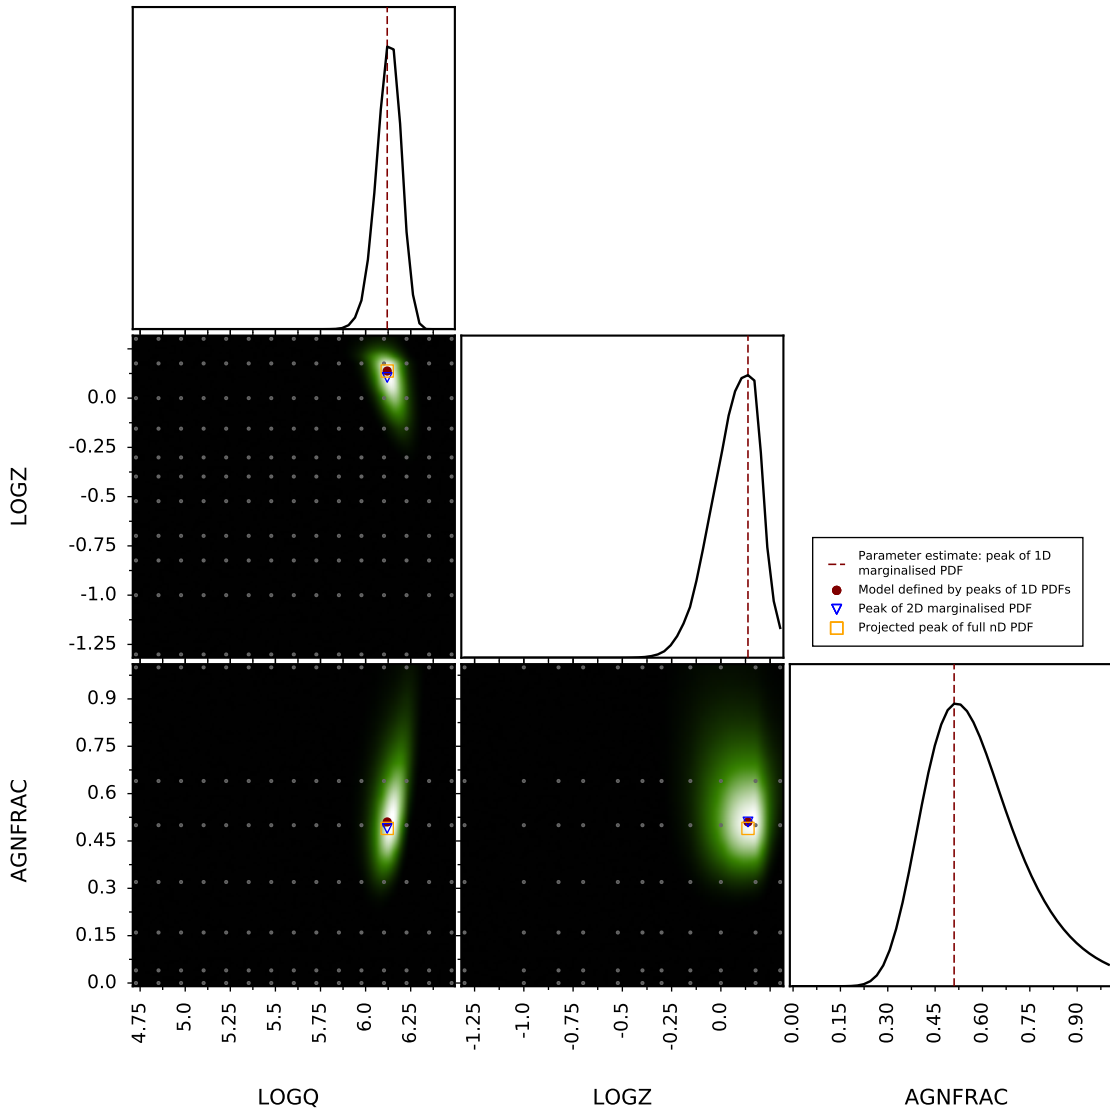 0.0
-0.25
-0.5
-0.75
-1.0
-1.25
LOGZ
Parameter estimate: peak of 1D
marginalised PDF
Model defined by peaks of 1D PDFs
Peak of 2D marginalised PDF
Projected peak of full nD PDF
0.9
0.75
0.6
0.45
0.3
0.15
0.0
AGNFRAC
4.75 5.0 5.25 5.5 5.75 6.0 6.25
-1.25 -1.0 -0.75 -0.5 -0.25 0.0
0.00 0.15 0.30 0.45 0.60 0.75 0.90
LOGQ LOGZ AGNFRAC